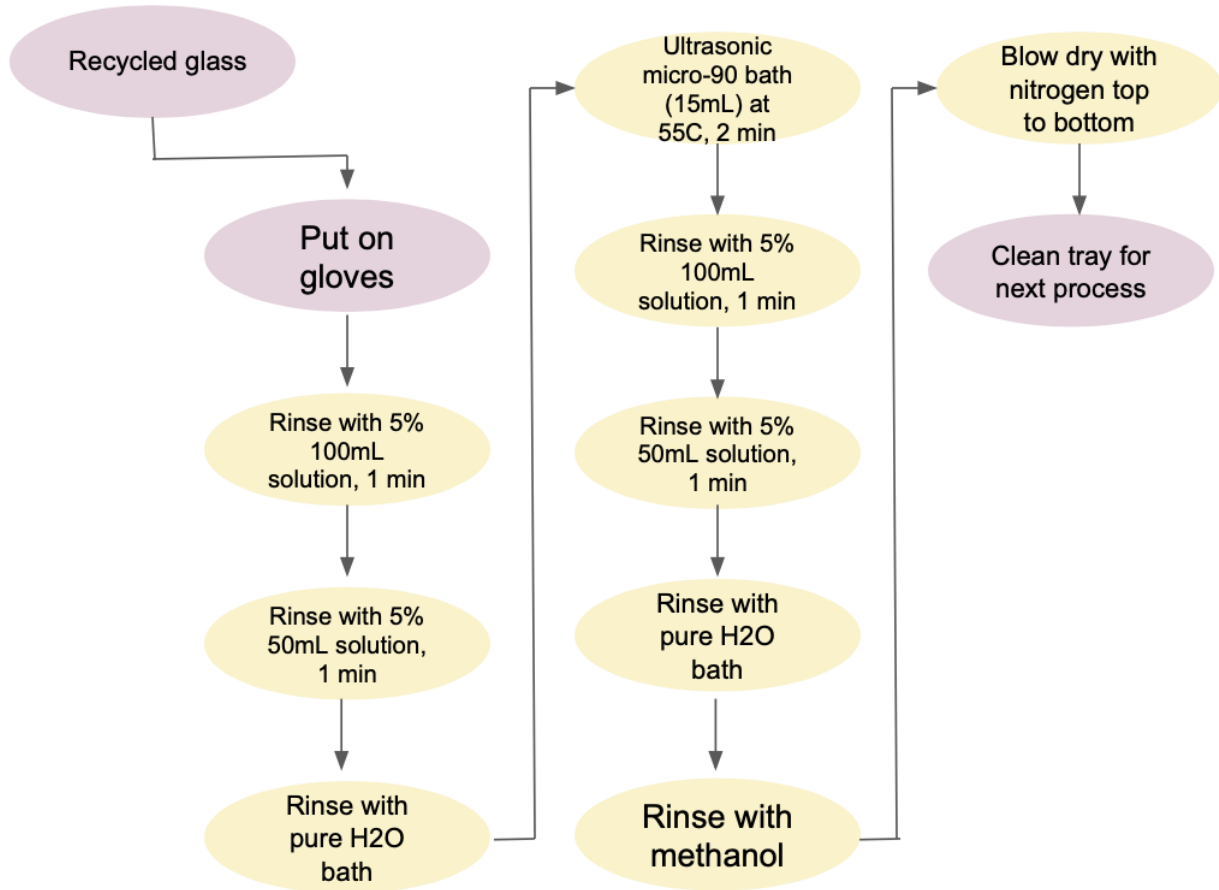 Recycled glass
Put on
gloves
Rinse with 5%
100mL
solution, 1 min
Rinse with 5%
50mL solution,
1 min
Rinse with
pure H2O
bath
Ultrasonic
micro-90 bath
(15mL) at
55C, 2 min
Rinse with 5%
100mL
solution, 1 min
Rinse with 5%
50mL solution,
1 min
Rinse with
pure H2O
bath
Rinse with
methanol
Blow dry with
nitrogen top
to bottom
Clean tray for
next process